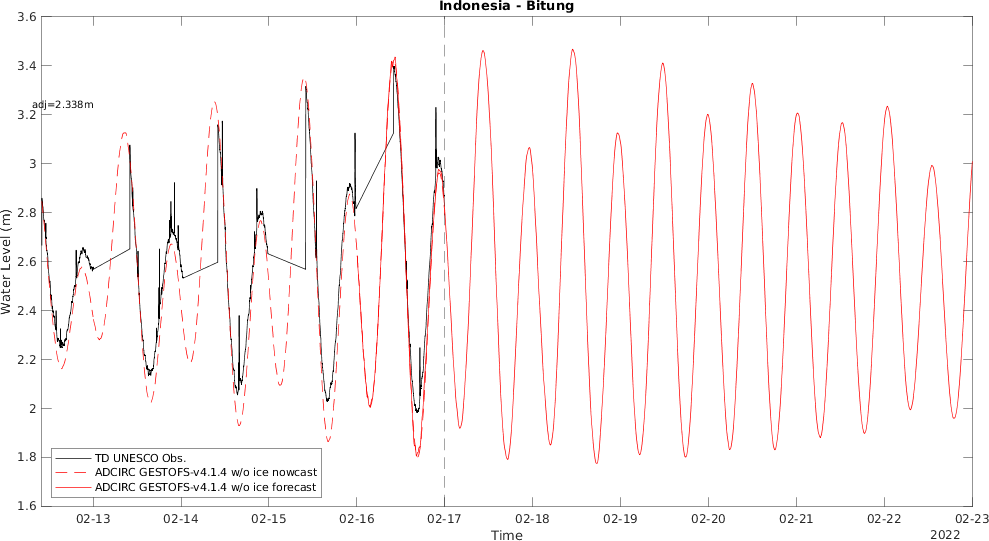 Indonesia - Bitung
3.6
3.4
adj=2.338m
3.2
3
2.8
2.6
2.4
2.2
2
1.8
1.6
Water Level (m)
TD UNESCO Obs.
ADCIRC GESTOFS-v4.1.4 w/o ice nowcast
ADCIRC GESTOFS-v4.1.4 w/o ice forecast
02-13 02-14 02-15 02-16 02-17 02-18 02-19 02-20 02-21 02-22 02-23
Time
2022